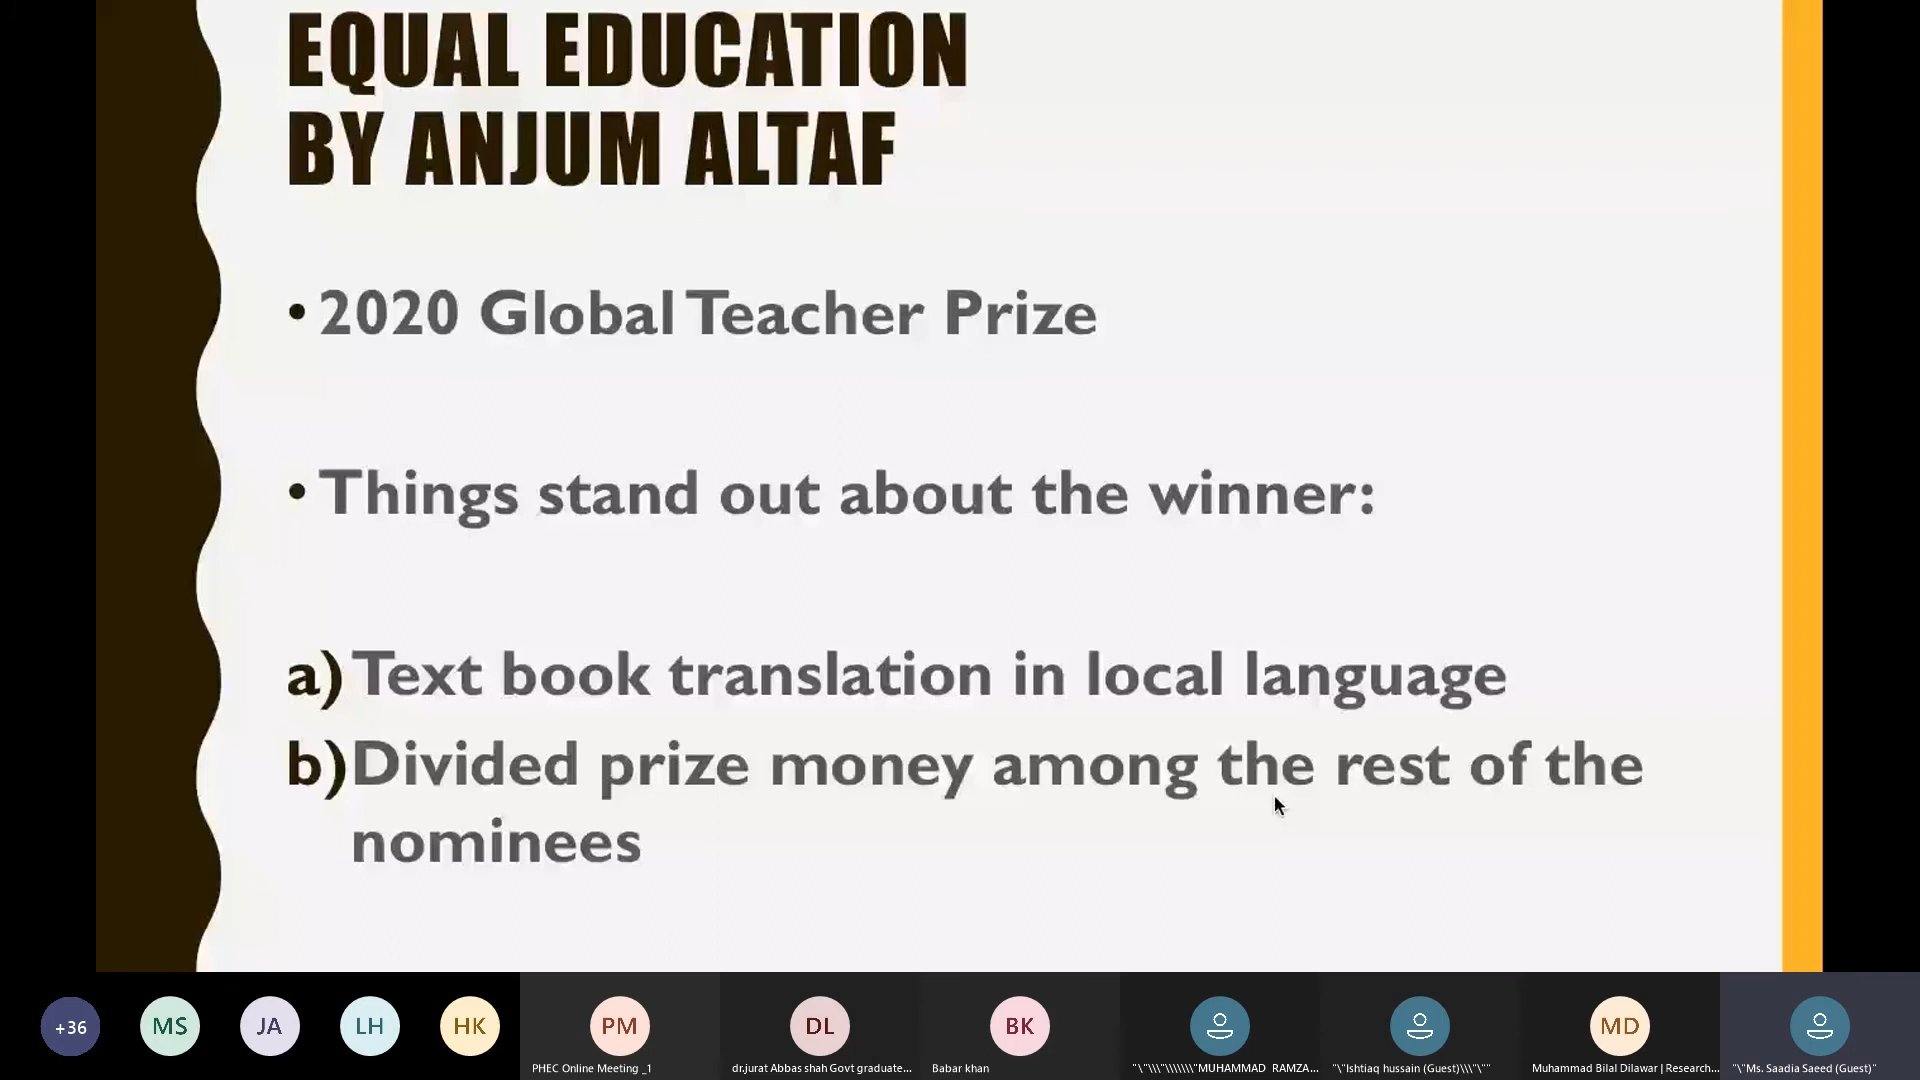 EQUAL EDUCATION
BY ANJUM ALTAF
• 2020 Global Teacher Prize
• Things stand out about the winner:
a) Text book translation in local language
b) Divided prize money among the rest of the
nominees
+36 MS JA LH HK PM DL BK MD
PHEC Online Meeting _1
dr.jurat Abbas shah Govt graduate...
Babar khan
"\"\\\"\\\\\\\"MUHAMMAD RAMZA...
"\"Ishtiaq hussain (Guest)\\\"\""
Muhammad Bilal Dilawar | Research...
"\"Ms. Saadia Saeed (Guest)"